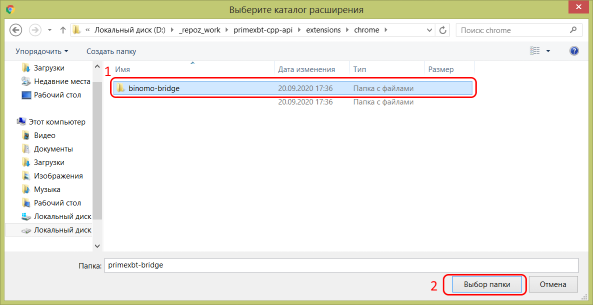 Выберите каталог расширения
Локальный диск (D:) ▸ _repoz_work ▸ primexbt-cpp-api ▸ extensions ▸ chrome ▸
Поиск: chrome
Упорядочить
Создать папку
Загрузки
Недавние места
Рабочий стол
Этот компьютер
Видео
Документы
Загрузки
Изображения
Музыка
Рабочий стол
Локальный диск
Локальный диск
1
Имя Дата изменения Тип Размер
binomo-bridge 20.09.2020 17:36 Папка с файлами
20.09.2020 17:36 Папка с файлами
Папка: primexbt-bridge
2
Выбор папки Отмена